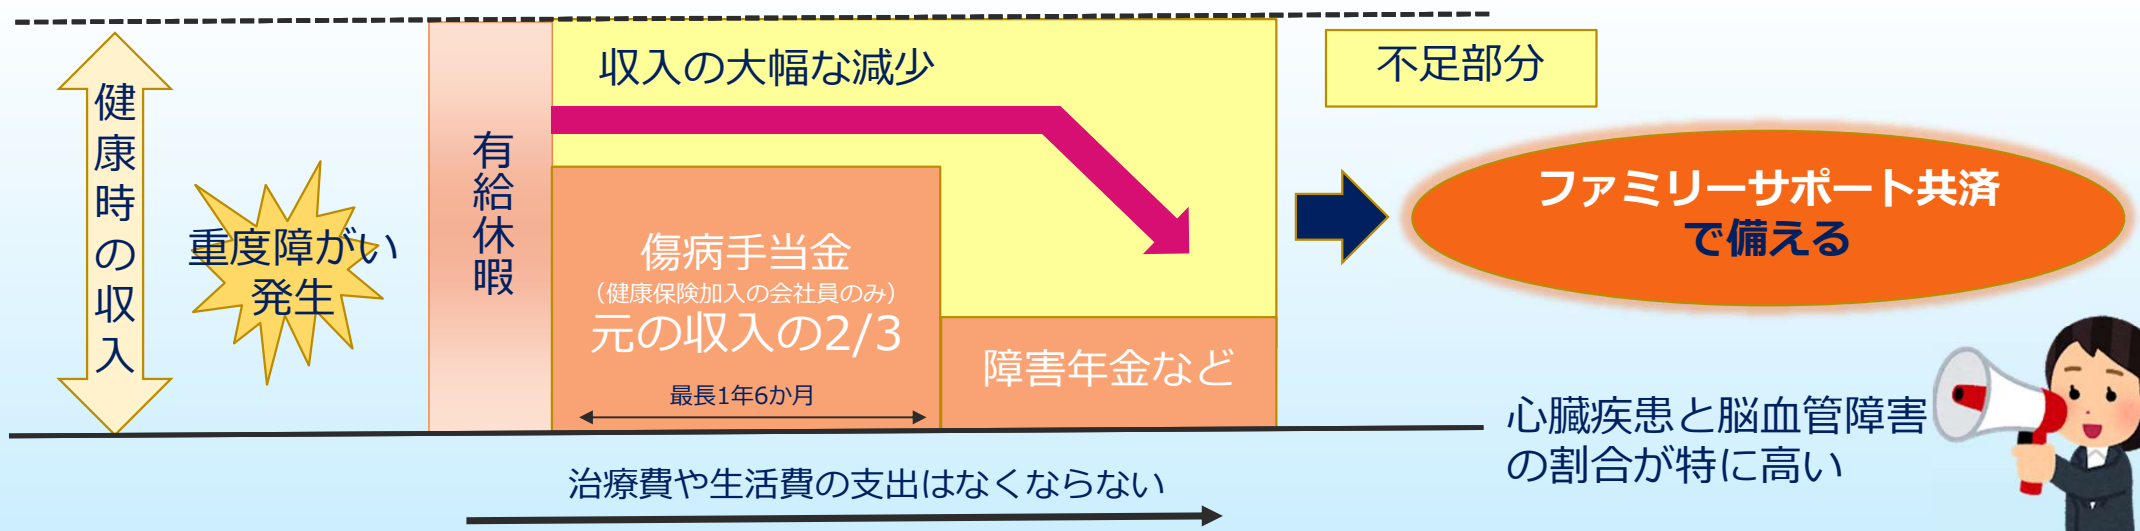 健康時の収入
重度障がい
発生
有給休暇
収入の大幅な減少
傷病手当金
（健康保険加入の会社員のみ）
元の収入の2/3
最長1年6か月
障害年金など
治療費や生活費の支出はなくならない
不足部分
ファミリーサポート共済
で備える
心臓疾患と脳血管障害
の割合が特に高い